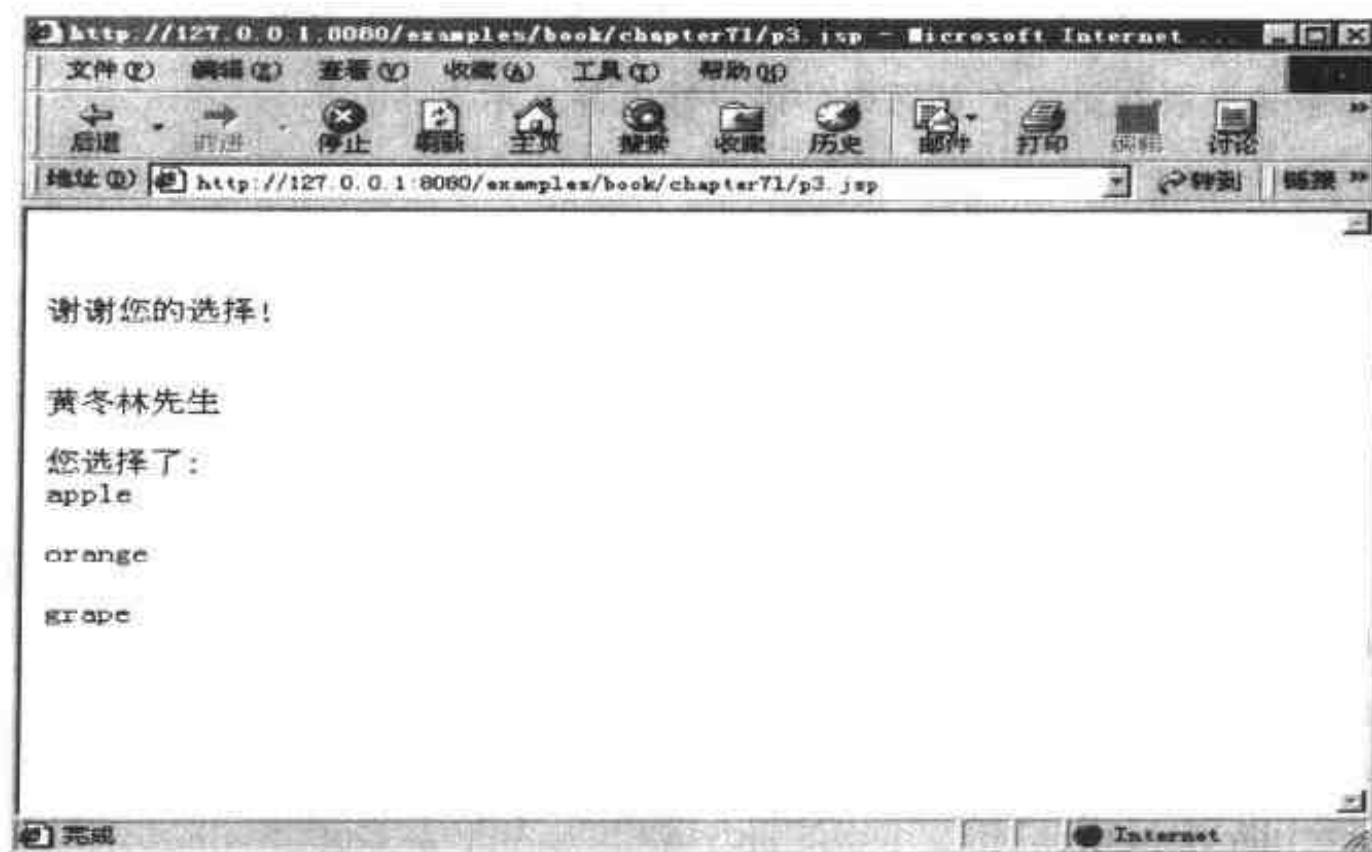 http://127.0.0.1:8080/examples/book/chapter71/p3.jsp - Microsoft Internet ...
文件(F) 编辑(E) 查看(V) 收藏(A) 工具(T) 帮助(H)
后退 前进 停止 刷新 主页 搜索 收藏 历史 邮件 打印 编辑 讨论 »
地址(D) http://127.0.0.1:8080/examples/book/chapter71/p3.jsp 转到 链接 »
谢谢您的选择!
黄冬林先生
您选择了:
apple
orange
grape
完成 Internet